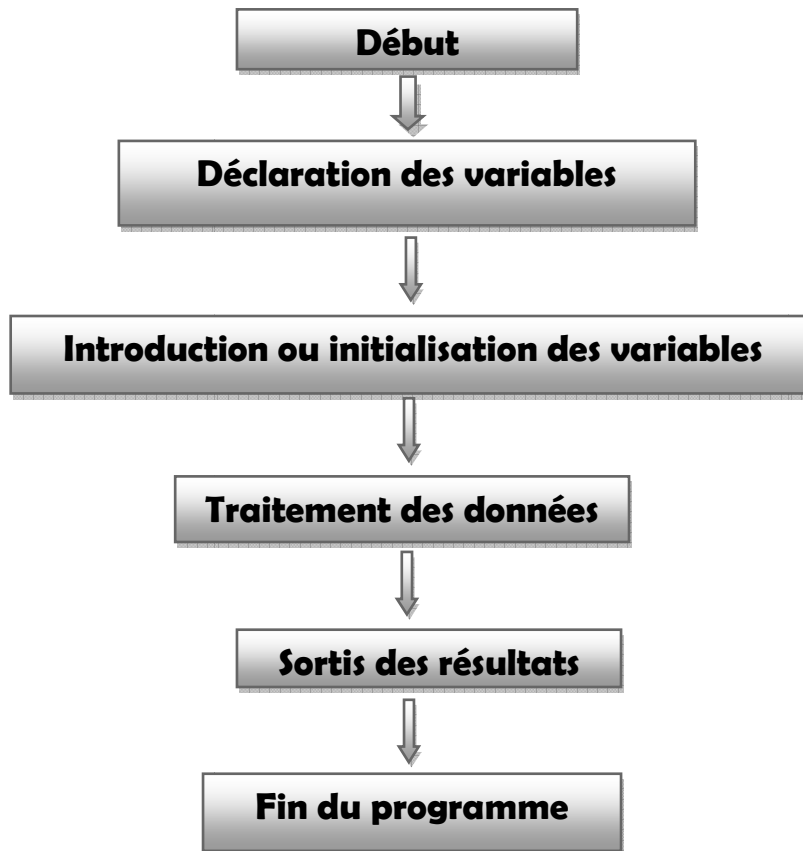 Début
Déclaration des variables
Introduction ou initialisation des variables
Traitement des données
Sortis des résultats
Fin du programme